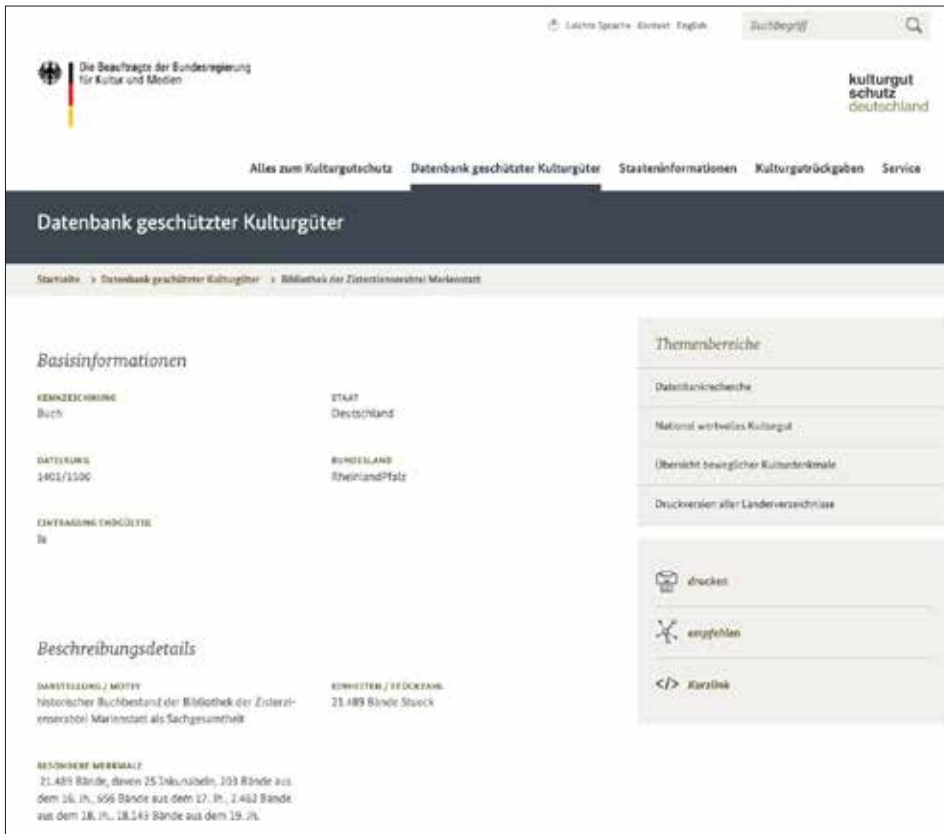 Leichte Sprache Kontakt English
Suchbegriff
Die Beauftragte der Bundesregierung
für Kultur und Medien
kulturgut
schutz
deutschland
Alles zum Kulturgutschutz Datenbank geschützter Kulturgüter Staateninformationen Kulturgutrückgaben Service
Datenbank geschützter Kulturgüter
Startseite > Datenbank geschützter Kulturgüter > Bibliothek der Zisterzienserabtei Marienstatt
Basisinformationen
KENNZEICHNUNG
Buch
STAAT
Deutschland
DATIERUNG
1401/1500
BUNDESLAND
RheinlandPfalz
EINTRAGUNG ENDGÜLTIG
Ja
Beschreibungsdetails
DARSTELLUNG / MOTIV
historischer Buchbestand der Bibliothek der Zisterzi-
enserabtei Marienstatt als Sachgesamtheit
EINHEITEN / STÜCKZAHL
21.489 Bände Stueck
BESONDERE MERKMALE
21.489 Bände, davon 25 Inkunabeln, 203 Bände aus
dem 16. Jh., 656 Bände aus dem 17. Jh., 2.462 Bände
aus dem 18. Jh., 18.143 Bände aus dem 19. Jh.
Themenbereiche
Datenbankrecherche
National wertvolles Kulturgut
Übersicht beweglicher Kulturdenkmale
Druckversion aller Länderverzeichnisse
drucken
empfehlen
</> Kurzlink